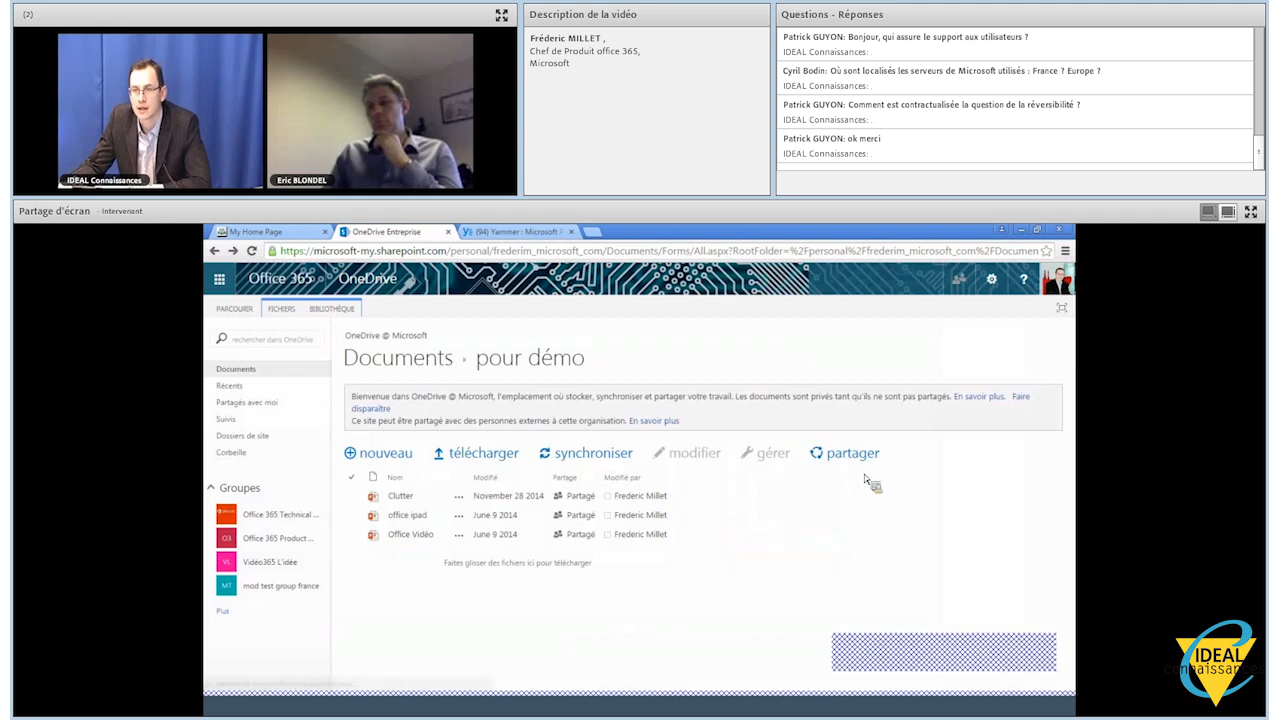 (2)
IDEAL Connaissances
Eric BLONDEL
Description de la vidéo
Fréderic MILLET ,
Chef de Produit office 365,
Microsoft
Questions - Réponses
Patrick GUYON: Bonjour, qui assure le support aux utilisateurs ?
IDEAL Connaissances: .
Cyril Bodin: Où sont localisés les serveurs de Microsoft utilisés : France ? Europe ?
IDEAL Connaissances: .
Patrick GUYON: Comment est contractualisée la question de la réversibilité ?
IDEAL Connaissances: .
Patrick GUYON: ok merci
IDEAL Connaissances: .
Partage d'écran - Intervenant
My Home Page
OneDrive Entreprise
(94) Yammer : Microsoft F
https://microsoft-my.sharepoint.com/personal/frederim_microsoft_com/Documents/Forms/All.aspx?RootFolder=%2Fpersonal%2Ffrederim_microsoft_com%2FDocumen
Office 365
OneDrive
?
PARCOURIR
FICHIERS
BIBLIOTHÈQUE
rechercher dans OneDrive
Documents
Récents
Partagés avec moi
Suivis
Dossiers de site
Corbeille
Groupes
Office 365 Technical ...
O3 Office 365 Product ...
VL Vidéo365 L'idée
MT mod test group france
Plus
OneDrive @ Microsoft
Documents › pour démo
Bienvenue dans OneDrive @ Microsoft, l'emplacement où stocker, synchroniser et partager votre travail. Les documents sont privés tant qu'ils ne sont pas partagés. En savoir plus. Faire
disparaître
Ce site peut être partagé avec des personnes externes à cette organisation. En savoir plus
nouveau télécharger synchroniser modifier gérer partager
Nom Modifié Partage Modifié par
Clutter ... November 28 2014 Partagé Frederic Millet
office ipad ... June 9 2014 Partagé Frederic Millet
Office Vidéo ... June 9 2014 Partagé Frederic Millet
Faites glisser des fichiers ici pour télécharger
IDEAL
connaissances